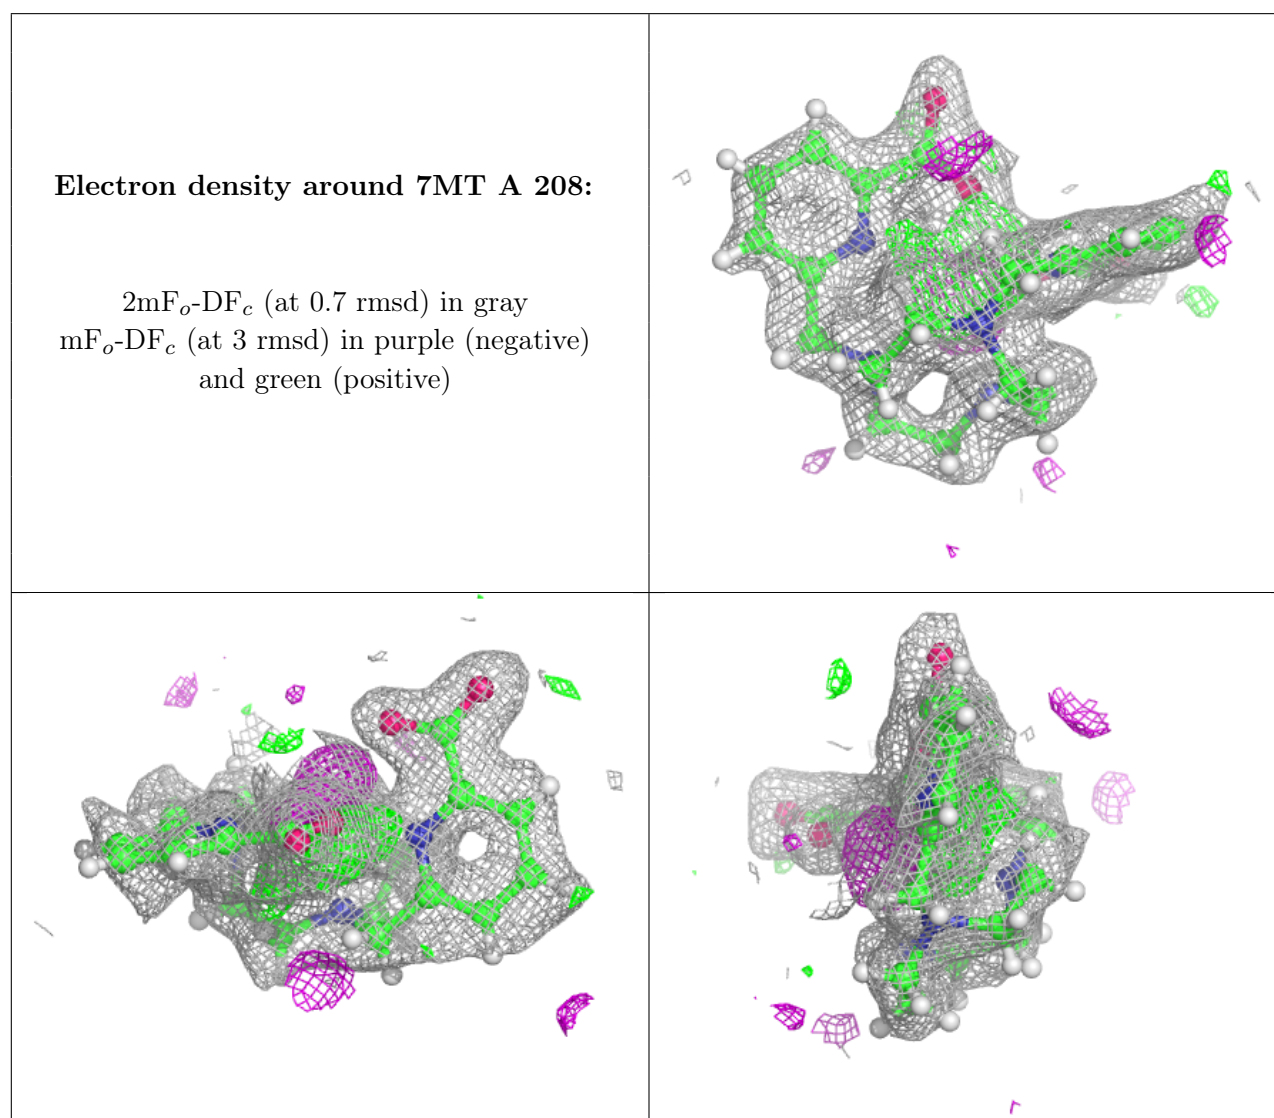 Electron density around 7MT A 208:
2mFo-DFc (at 0.7 rmsd) in gray
mFo-DFc (at 3 rmsd) in purple (negative)
and green (positive)